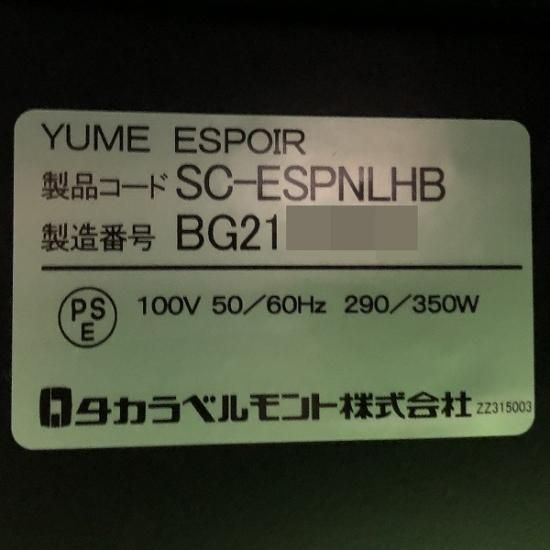 YUME ESPOIR
製品コード SC-ESPNLHB
製造番号 BG21
PSE 100V 50/60Hz 290/350W
タカラベルモント株式会社 ZZ315003